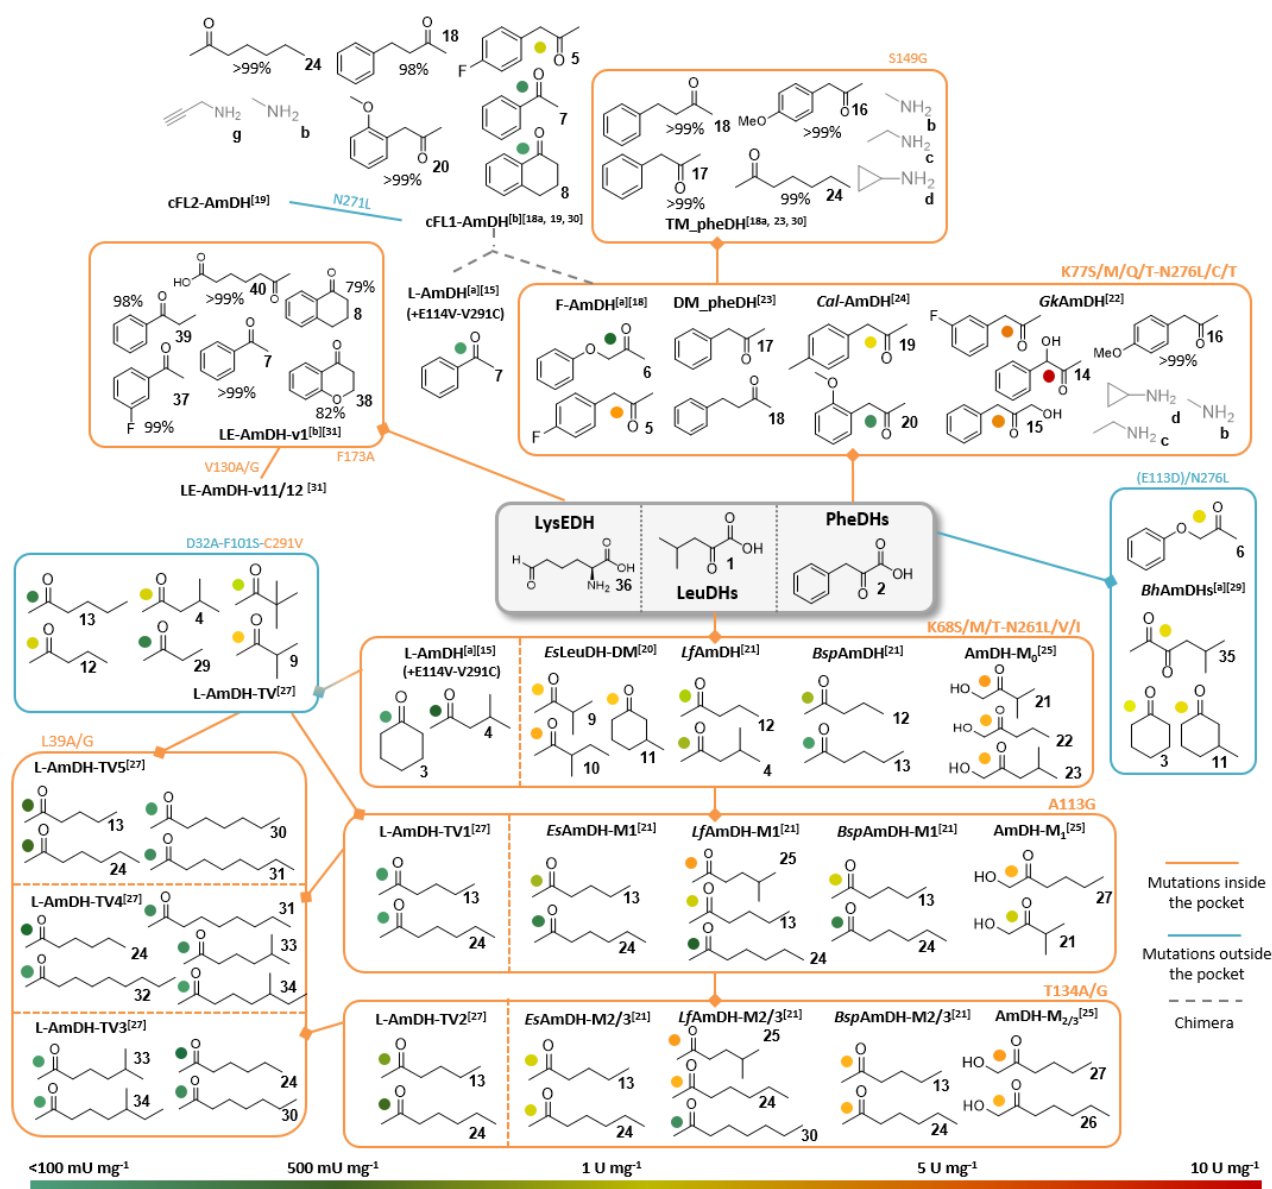 O
>99%
24
O
18
98%
F
O
5
O
7
O
8
NH2
g
NH2
b
O
O
20
>99%
cFL2-AmDH[19]
N271L
cFL1-AmDH[b][18a, 19, 30]
S149G
O
>99%
18
O
16
MeO
>99%
NH2
b
NH2
c
17
O
>99%
O
99%
24
NH2
d
TM_pheDH[18a, 23, 30]
O
HO
O
>99%
40
O
79%
8
98%
O
39
O
7
>99%
O
37
F
99%
O
O
38
82%
LE-AmDH-v1[b][31]
F173A
V130A/G
LE-AmDH-v11/12 [31]
L-AmDH[a][15]
(+E114V-V291C)
O
7
K77S/M/Q/T-N276L/C/T
F-AmDH[a][18]
O
O
6
F
O
5
DM_pheDH[23]
O
17
O
18
Cal-AmDH[24]
O
19
O
O
20
GkAmDH[22]
F
O
OH
O
14
OH
O
15
MeO
O
16
>99%
NH2
d
NH2
b
NH2
c
LysEDH
H
O
O
OH
NH2
36
O
OH
O
1
LeuDHs
PheDHs
O
OH
O
2
(E113D)/N276L
O
O
6
BhAmDHs[a][29]
O
O
35
O
3
O
11
D32A-F101S-C291V
O
13
O
4
O
O
12
O
29
O
9
L-AmDH-TV[27]
K68S/M/T-N261L/V/I
L-AmDH[a][15]
(+E114V-V291C)
O
3
O
4
EsLeuDH-DM[20]
O
9
O
10
O
11
LfAmDH[21]
O
12
O
4
BspAmDH[21]
O
12
O
13
AmDH-M0[25]
O
HO
21
O
HO
22
O
HO
23
L39A/G
L-AmDH-TV5[27]
O
13
O
30
O
24
O
31
L-AmDH-TV4[27]
O
31
O
24
O
33
O
32
O
34
L-AmDH-TV3[27]
O
33
O
24
O
34
O
30
A113G
L-AmDH-TV1[27]
O
13
O
24
EsAmDH-M1[21]
O
13
O
24
LfAmDH-M1[21]
O
25
O
13
O
24
BspAmDH-M1[21]
O
13
O
24
AmDH-M1[25]
O
HO
27
O
HO
21
T134A/G
L-AmDH-TV2[27]
O
13
O
24
EsAmDH-M2/3[21]
O
13
O
24
LfAmDH-M2/3[21]
O
25
O
24
O
30
BspAmDH-M2/3[21]
O
13
O
24
AmDH-M2/3[25]
O
HO
27
O
HO
26
Mutations inside
the pocket
Mutations outside
the pocket
Chimera
<100 mU mg-1
500 mU mg-1
1 U mg-1
5 U mg-1
10 U mg-1